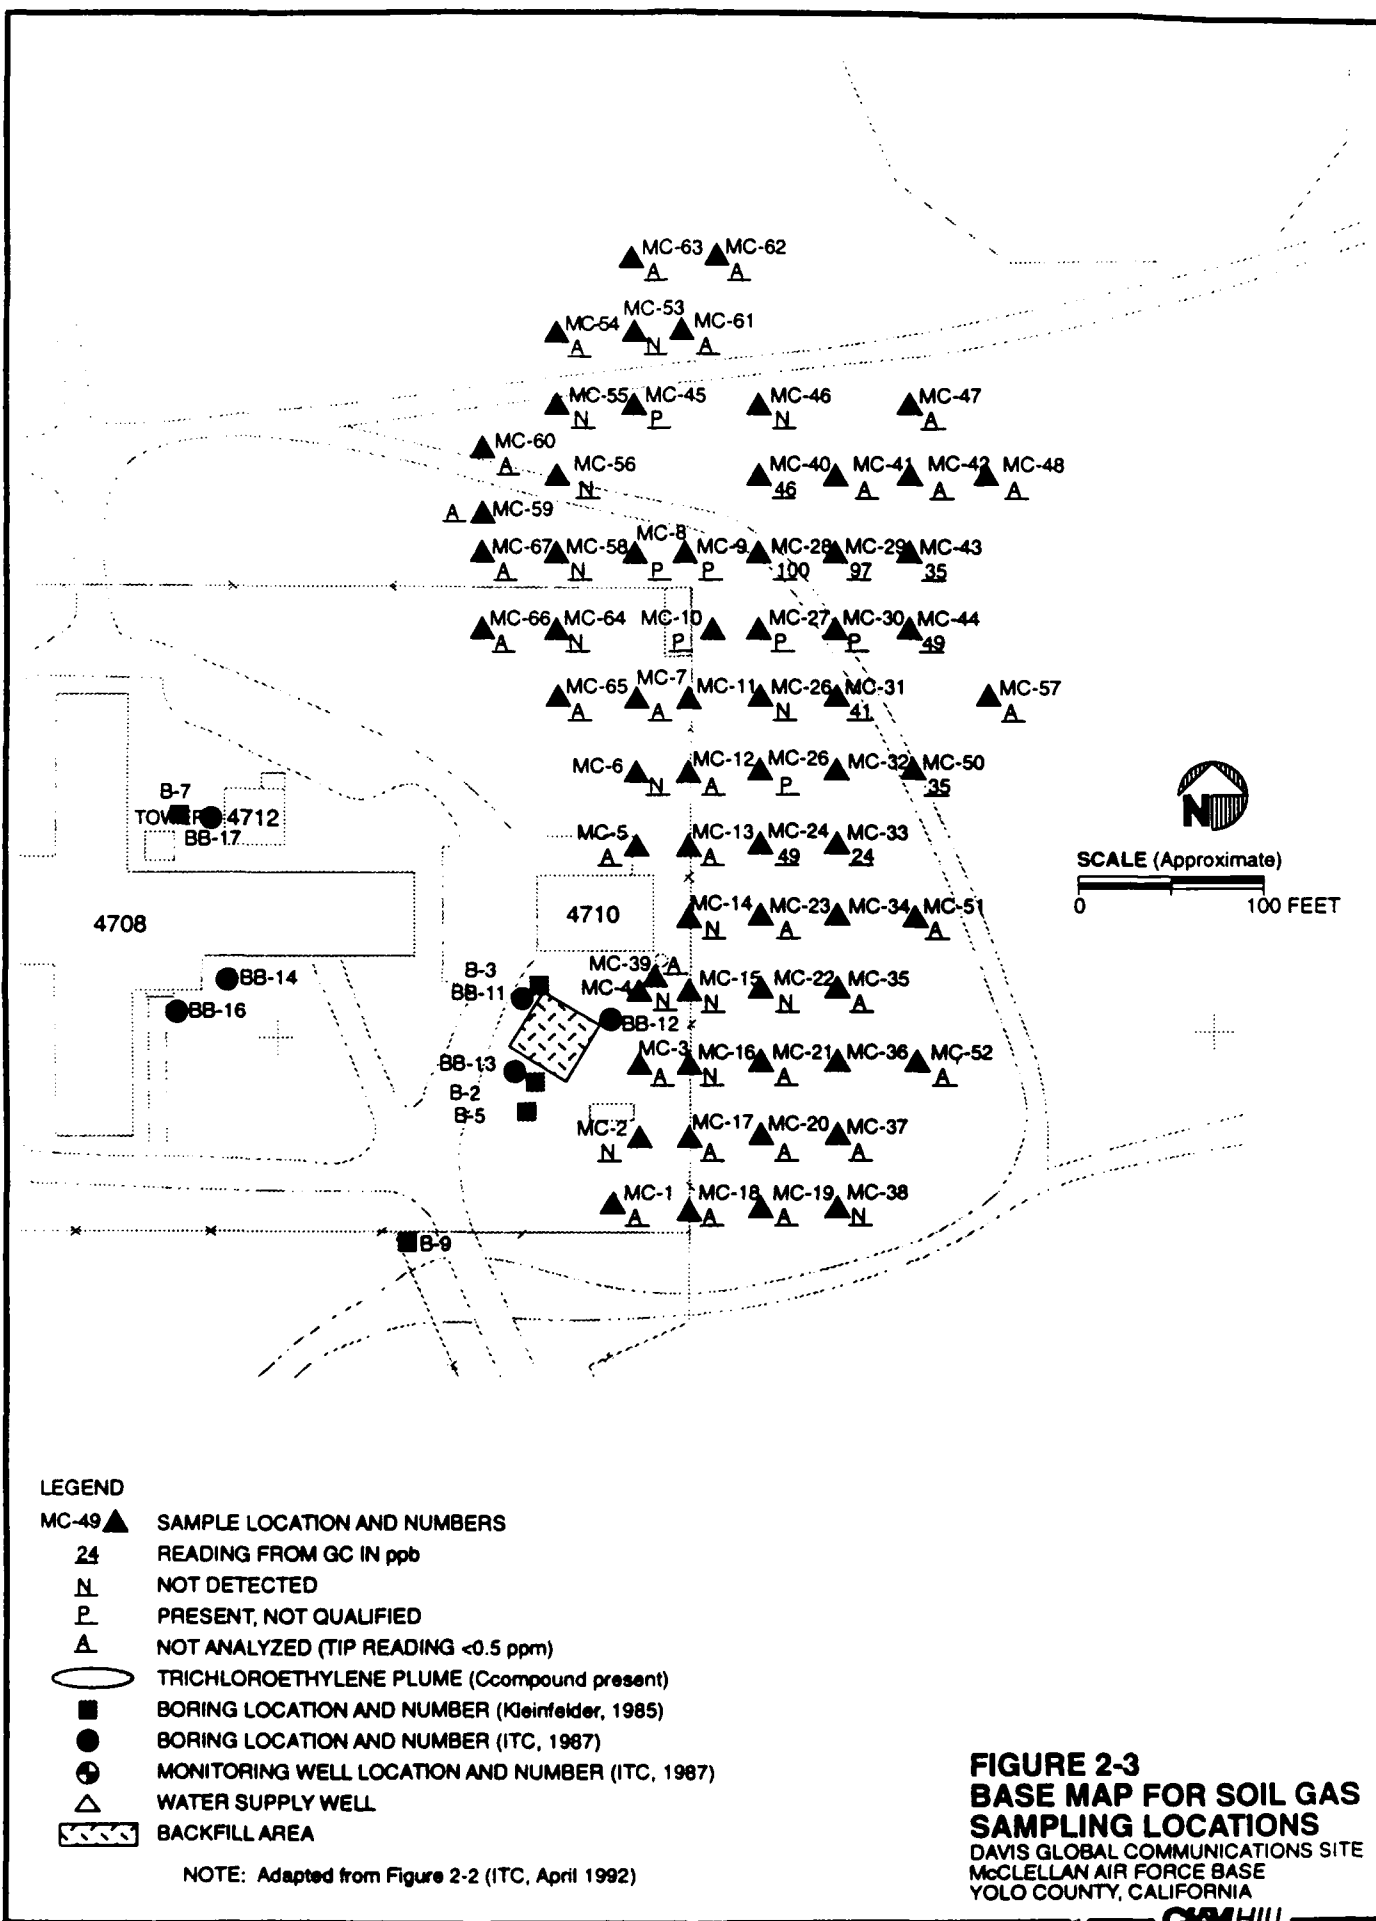 MC-63 MC-62
A A
MC-53
MC-54 MC-61
A N A
MC-55 MC-45 MC-46 MC-47
N P N A
MC-60
A
MC-56 MC-40 MC-41 MC-42 MC-48
N 46 A A A
A MC-59
MC-8
MC-67 MC-58 MC-9 MC-28 MC-29 MC-43
A N P P 100 97 35
MC-66 MC-64 MC-10 MC-27 MC-30 MC-44
A N P P P 49
MC-65 MC-7 MC-11 MC-26 MC-31 MC-57
A A N 41 A
MC-6 MC-12 MC-26 MC-32 MC-50
N A P 35
B-7
TOWER 4712
BB-17
MC-5 MC-13 MC-24 MC-33
A A 49 24
N
SCALE (Approximate)
0 100 FEET
4708
4710
MC-14 MC-23 MC-34 MC-51
N A A
MC-39 A
B-3
BB-11
MC-4 MC-15 MC-22 MC-35
N N N A
BB-14
BB-16
BB-12
BB-13
MC-3 MC-16 MC-21 MC-36 MC-52
A N A A
B-2
B-5
MC-2 MC-17 MC-20 MC-37
N A A A
MC-1 MC-18 MC-19 MC-38
A A A N
B-9
LEGEND
MC-49 SAMPLE LOCATION AND NUMBERS
24 READING FROM GC IN ppb
N NOT DETECTED
P PRESENT, NOT QUALIFIED
A NOT ANALYZED (TIP READING <0.5 ppm)
TRICHLOROETHYLENE PLUME (Ccompound present)
BORING LOCATION AND NUMBER (Kleinfelder, 1985)
BORING LOCATION AND NUMBER (ITC, 1987)
MONITORING WELL LOCATION AND NUMBER (ITC, 1987)
WATER SUPPLY WELL
BACKFILL AREA
NOTE: Adapted from Figure 2-2 (ITC, April 1992)
FIGURE 2-3
BASE MAP FOR SOIL GAS
SAMPLING LOCATIONS
DAVIS GLOBAL COMMUNICATIONS SITE
McCLELLAN AIR FORCE BASE
YOLO COUNTY, CALIFORNIA
CH2M HILL